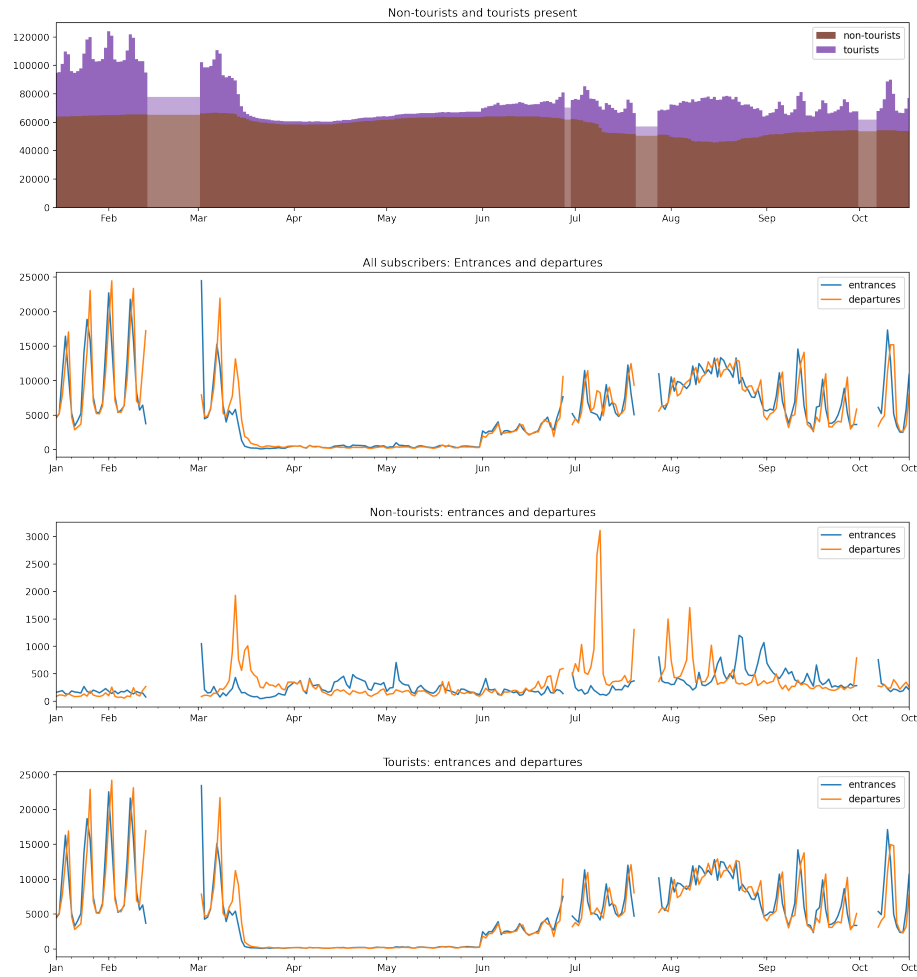 Non-tourists and tourists present
120000
100000
80000
60000
40000
20000
0
non-tourists
tourists
Feb Mar Apr May Jun Jul Aug Sep Oct
All subscribers: Entrances and departures
25000
20000
15000
10000
5000
0
entrances
departures
Jan Feb Mar Apr May Jun Jul Aug Sep Oct Oct
Non-tourists: entrances and departures
3000
2500
2000
1500
1000
500
0
entrances
departures
Jan Feb Mar Apr May Jun Jul Aug Sep Oct Oct
Tourists: entrances and departures
25000
20000
15000
10000
5000
0
entrances
departures
Jan Feb Mar Apr May Jun Jul Aug Sep Oct Oct